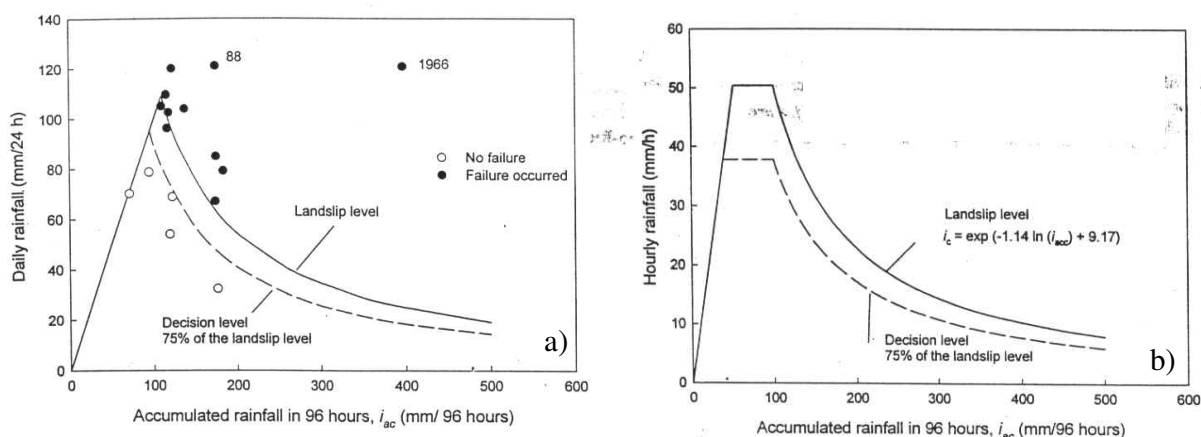 Daily rainfall (mm/24 h)
140
120
100
80
60
40
20
0
88
1966
No failure
Failure occurred
Landslip level
Decision level
75% of the landslip level
a)
0 100 200 300 400 500 600
Accumulated rainfall in 96 hours, iac (mm/ 96 hours)
Hourly rainfall (mm/h)
60
50
40
30
20
10
0
Landslip level
ic = exp (-1.14 ln (iacc) + 9.17)
Decision level
75% of the landslip level
b)
0 100 200 300 400 500 600
Accumulated rainfall in 96 hours, iac (mm/96 hours)